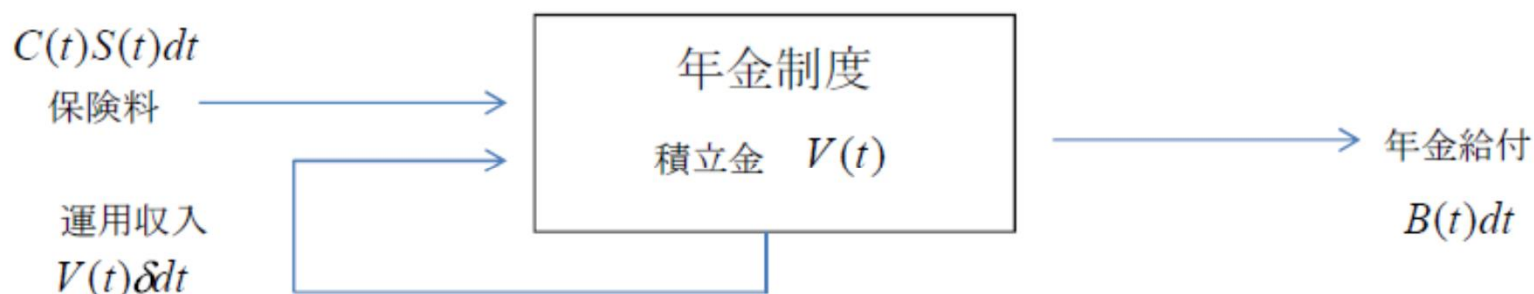 C(t)S(t)dt
保険料
年金制度
積立金 V(t)
運用収入
V(t)δdt
年金給付
B(t)dt